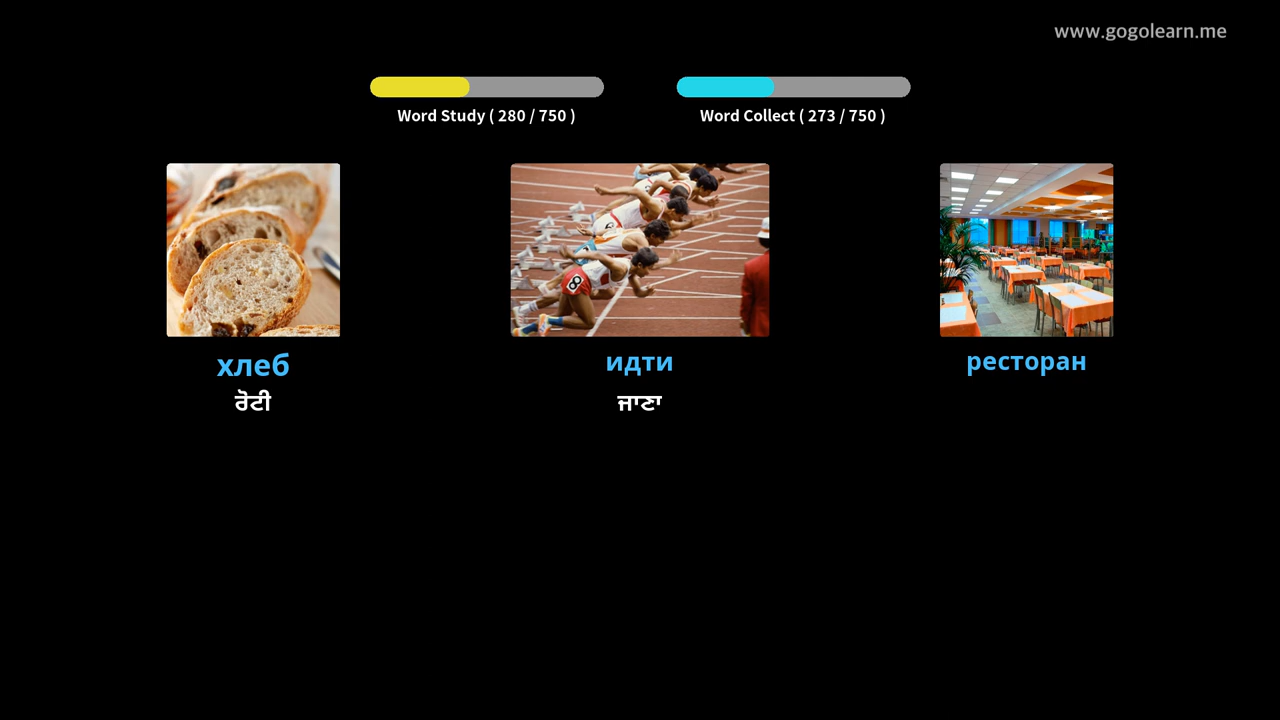 www.gogolearn.me
Word Study ( 280 / 750 )
Word Collect ( 273 / 750 )
хлеб
ਰੋਟੀ
идти
ਜਾਣਾ
ресторан